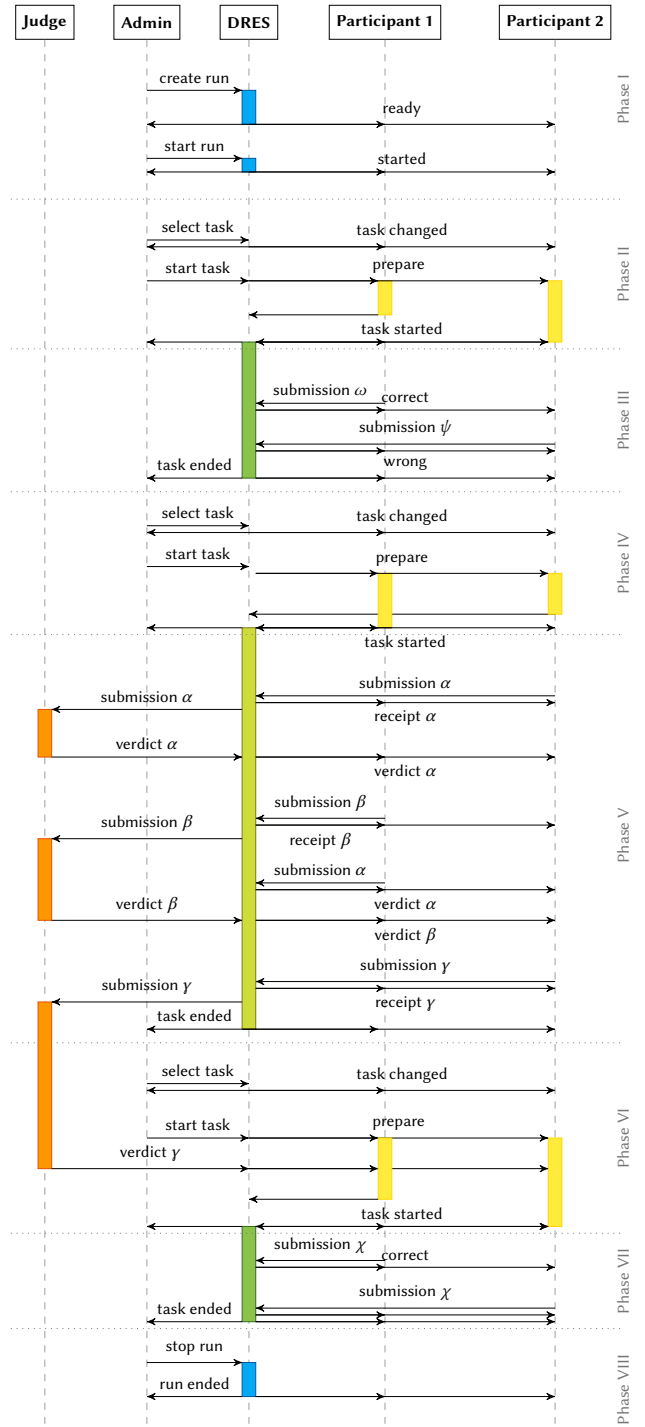 Judge Admin DRES Participant 1 Participant 2
Phase I
create run
ready
start run
started
Phase II
select task
task changed
start task
prepare
task started
Phase III
submission ω
correct
submission ψ
task ended
wrong
Phase IV
select task
task changed
start task
prepare
task started
Phase V
submission α
submission α
receipt α
verdict α
verdict α
submission β
submission β
receipt β
submission α
verdict β
verdict α
verdict β
submission γ
submission γ
receipt γ
task ended
Phase VI
select task
task changed
start task
prepare
verdict γ
task started
Phase VII
submission χ
correct
submission χ
task ended
Phase VIII
stop run
run ended